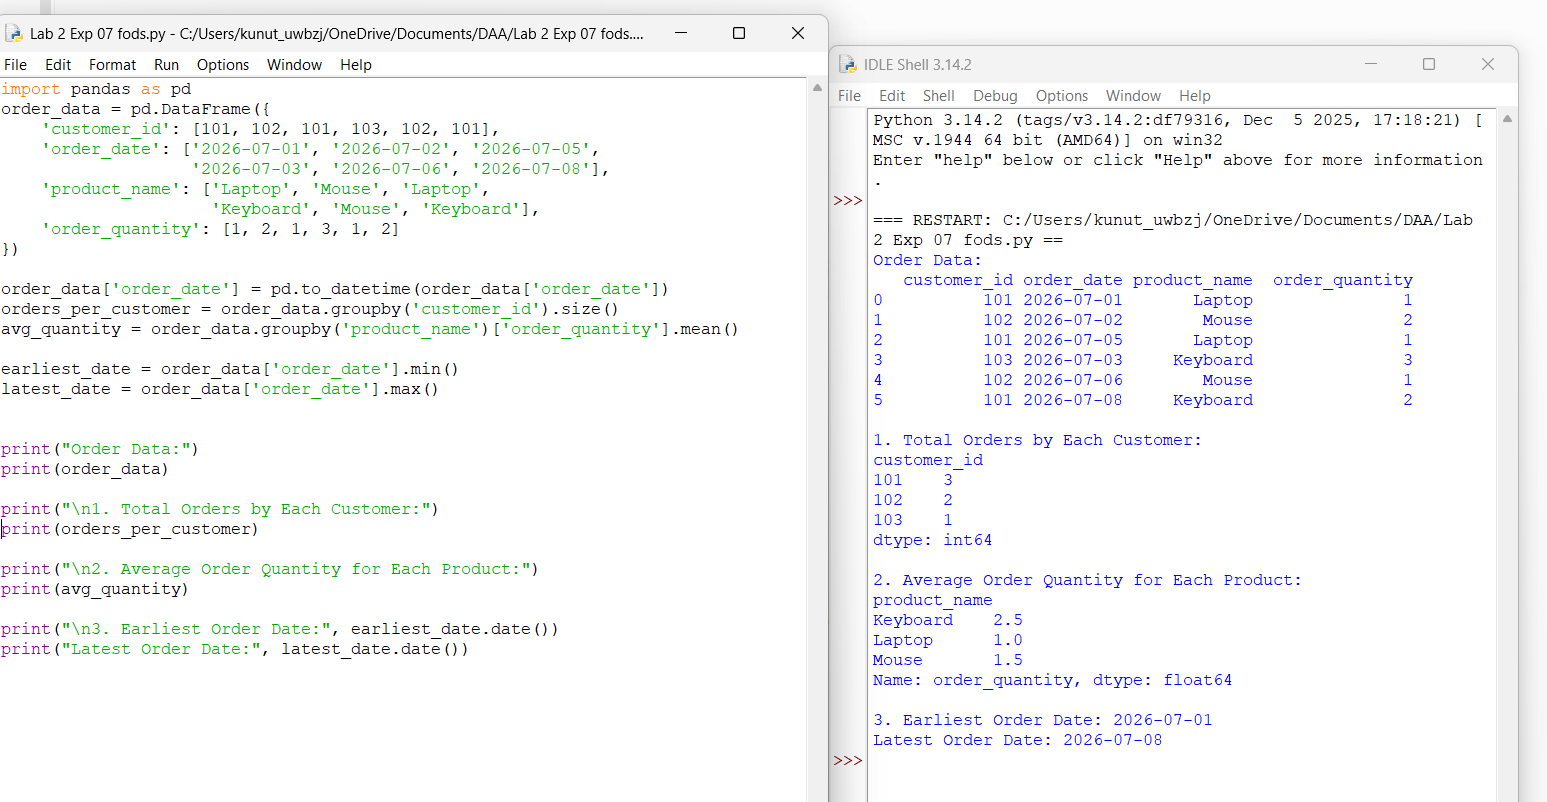 Lab 2 Exp 07 fods.py - C:/Users/kunut_uwbzj/OneDrive/Documents/DAA/Lab 2 Exp 07 fods....
File Edit Format Run Options Window Help
import pandas as pd
order_data = pd.DataFrame({
    'customer_id': [101, 102, 101, 103, 102, 101],
    'order_date': ['2026-07-01', '2026-07-02', '2026-07-05',
                   '2026-07-03', '2026-07-06', '2026-07-08'],
    'product_name': ['Laptop', 'Mouse', 'Laptop',
                     'Keyboard', 'Mouse', 'Keyboard'],
    'order_quantity': [1, 2, 1, 3, 1, 2]
})
order_data['order_date'] = pd.to_datetime(order_data['order_date'])
orders_per_customer = order_data.groupby('customer_id').size()
avg_quantity = order_data.groupby('product_name')['order_quantity'].mean()
earliest_date = order_data['order_date'].min()
latest_date = order_data['order_date'].max()
print("Order Data:")
print(order_data)
print("\n1. Total Orders by Each Customer:")
print(orders_per_customer)
print("\n2. Average Order Quantity for Each Product:")
print(avg_quantity)
print("\n3. Earliest Order Date:", earliest_date.date())
print("Latest Order Date:", latest_date.date())
IDLE Shell 3.14.2
File Edit Shell Debug Options Window Help
Python 3.14.2 (tags/v3.14.2:df79316, Dec  5 2025, 17:18:21) [
MSC v.1944 64 bit (AMD64)] on win32
Enter "help" below or click "Help" above for more information
.
>>>
=== RESTART: C:/Users/kunut_uwbzj/OneDrive/Documents/DAA/Lab
2 Exp 07 fods.py ==
Order Data:
   customer_id order_date product_name  order_quantity
0          101 2026-07-01       Laptop               1
1          102 2026-07-02        Mouse               2
2          101 2026-07-05       Laptop               1
3          103 2026-07-03     Keyboard               3
4          102 2026-07-06        Mouse               1
5          101 2026-07-08     Keyboard               2
1. Total Orders by Each Customer:
customer_id
101    3
102    2
103    1
dtype: int64
2. Average Order Quantity for Each Product:
product_name
Keyboard    2.5
Laptop      1.0
Mouse       1.5
Name: order_quantity, dtype: float64
3. Earliest Order Date: 2026-07-01
Latest Order Date: 2026-07-08
>>>